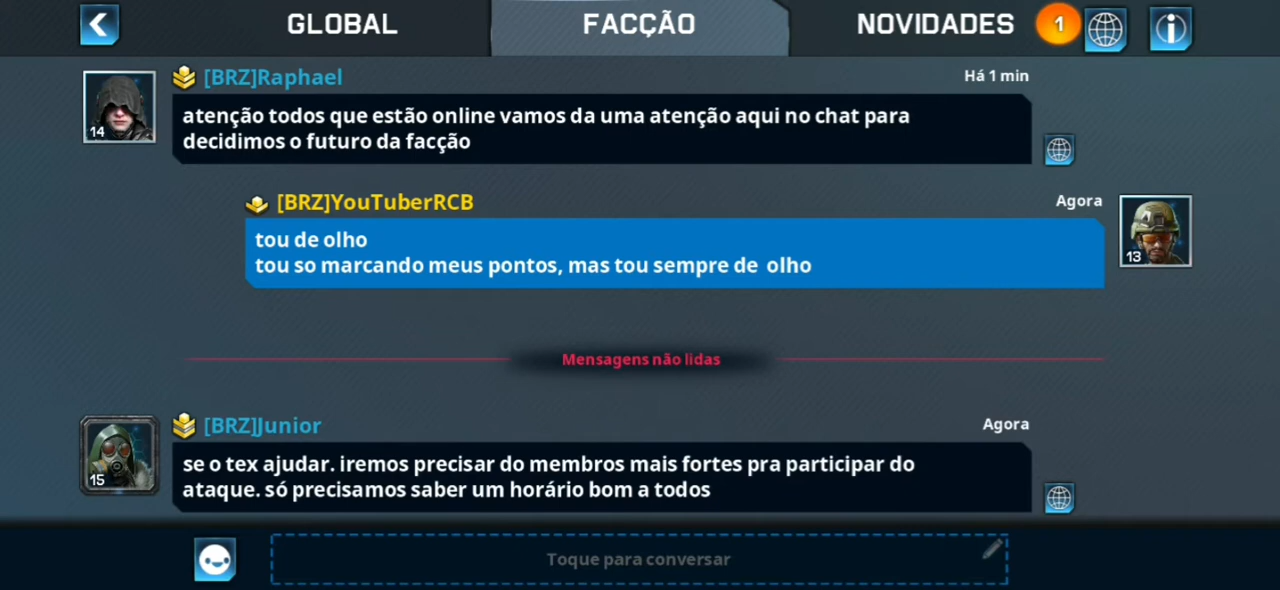 GLOBAL
FACÇÃO
NOVIDADES
1
[BRZ]Raphael
Há 1 min
14
atenção todos que estão online vamos da uma atenção aqui no chat para
decidimos o futuro da facção
[BRZ]YouTuberRCB
Agora
13
tou de olho
tou so marcando meus pontos, mas tou sempre de olho
Mensagens não lidas
[BRZ]Junior
Agora
15
se o tex ajudar. iremos precisar do membros mais fortes pra participar do
ataque. só precisamos saber um horário bom a todos
Toque para conversar